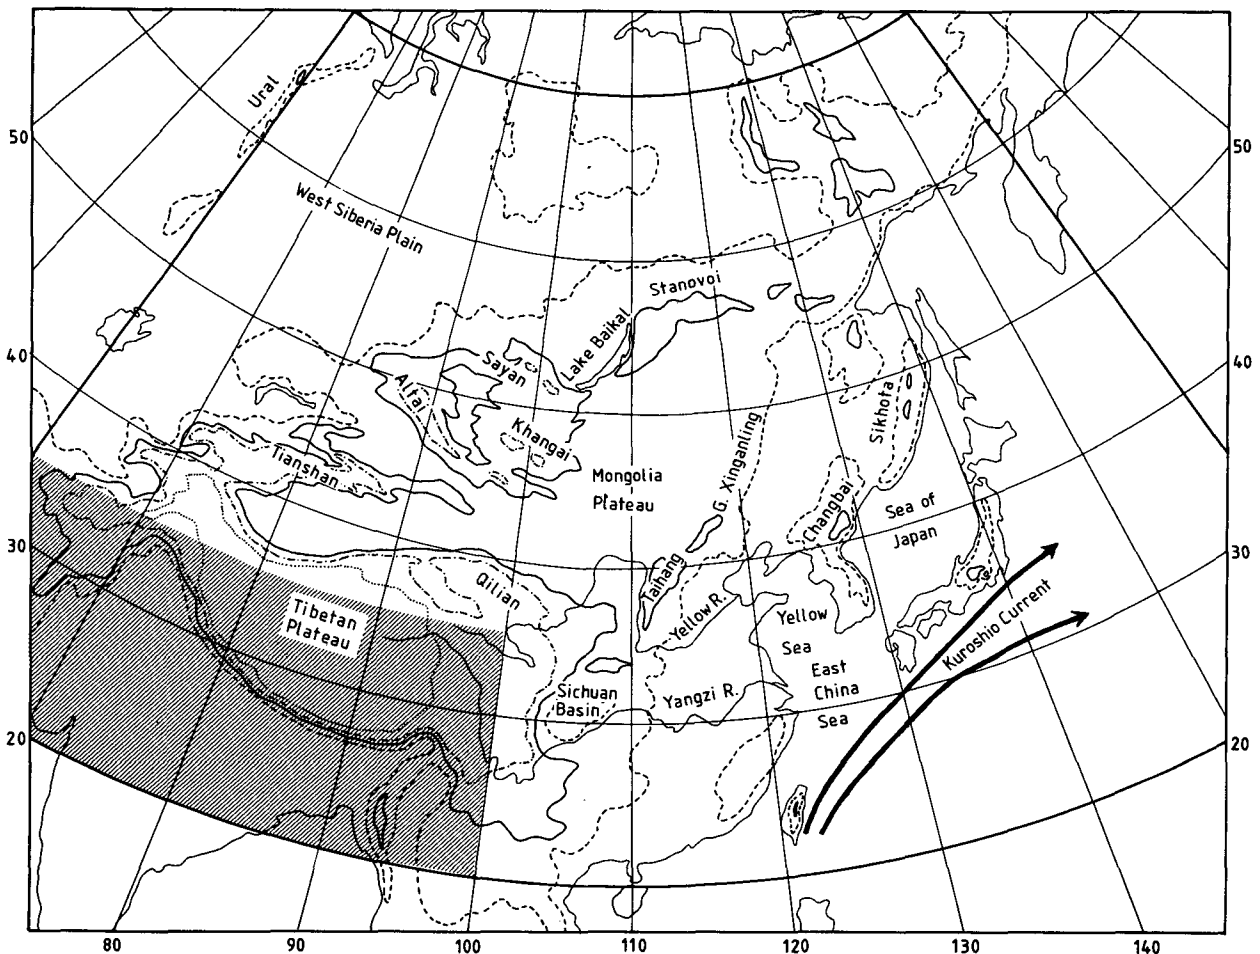 Ural
50
50
West Siberia Plain
Stanovoi
Lake Baikal
Sayan
40
40
Altai
Sikhota
Khangai
G. Xinganling
Tianshan
Mongolia
Plateau
Changbai
Sea of
Japan
30
30
Taihang
Qilian
Tibetan
Plateau
Yellow R.
Yellow
Sea
Kuroshio Current
East
China
Sea
Sichuan
Basin
Yangzi R.
20
20
80
90
100
110
120
130
140